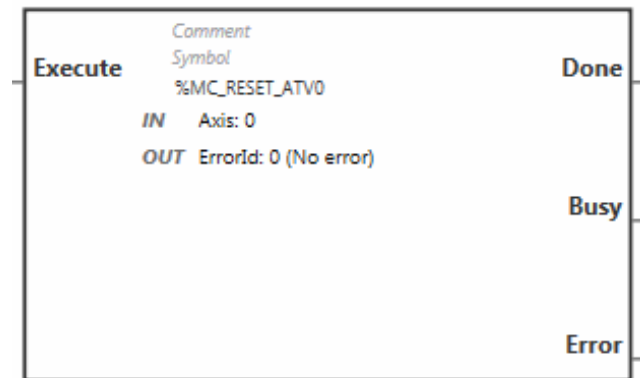 Comment
Execute Symbol Done
%MC_RESET_ATV0
IN Axis: 0
OUT ErrorId: 0 (No error)
Busy
Error